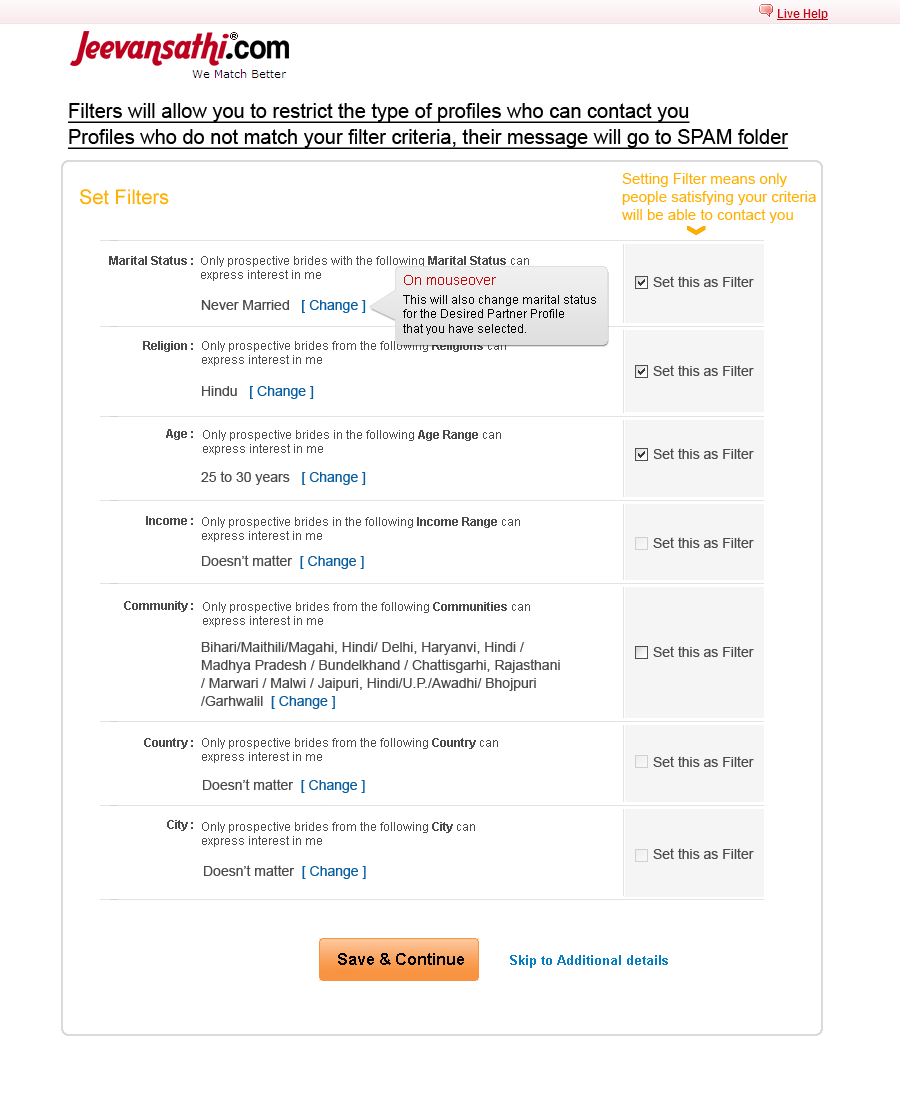 Live Help
Jeevansathi®.com
We Match Better
Filters will allow you to restrict the type of profiles who can contact you
Profiles who do not match your filter criteria, their message will go to SPAM folder
Set Filters
Setting Filter means only
people satisfying your criteria
will be able to contact you
Marital Status : Only prospective brides with the following Marital Status can
express interest in me
Never Married [ Change ]
On mouseover
This will also change marital status
for the Desired Partner Profile
that you have selected.
Set this as Filter
Religion : Only prospective brides from the following Religions can
express interest in me
Hindu [ Change ]
Set this as Filter
Age : Only prospective brides in the following Age Range can
express interest in me
25 to 30 years [ Change ]
Set this as Filter
Income : Only prospective brides in the following Income Range can
express interest in me
Doesn't matter [ Change ]
Set this as Filter
Community : Only prospective brides from the following Communities can
express interest in me
Bihari/Maithili/Magahi, Hindi/ Delhi, Haryanvi, Hindi /
Madhya Pradesh / Bundelkhand / Chattisgarhi, Rajasthani
/ Marwari / Malwi / Jaipuri, Hindi/U.P./Awadhi/ Bhojpuri
/Garhwalil [ Change ]
Set this as Filter
Country : Only prospective brides from the following Country can
express interest in me
Doesn't matter [ Change ]
Set this as Filter
City : Only prospective brides from the following City can
express interest in me
Doesn't matter [ Change ]
Set this as Filter
Save & Continue
Skip to Additional details